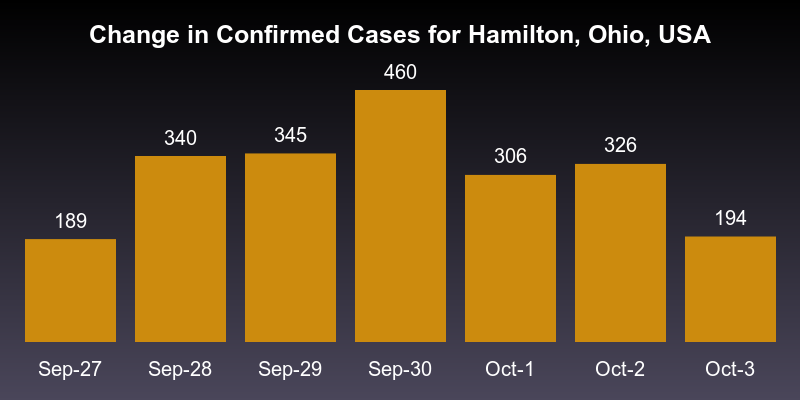 Change in Confirmed Cases for Hamilton, Ohio, USA
189 340 345 460 306 326 194
Sep-27 Sep-28 Sep-29 Sep-30 Oct-1 Oct-2 Oct-3